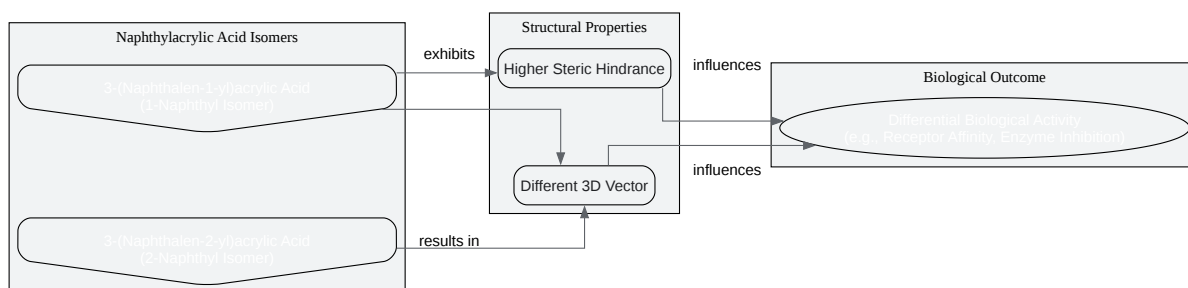 Naphthylacrylic Acid Isomers
3-(Naphthalen-1-yl)acrylic Acid
(1-Naphthyl Isomer)
3-(Naphthalen-2-yl)acrylic Acid
(2-Naphthyl Isomer)
exhibits
results in
Structural Properties
Higher Steric Hindrance
Different 3D Vector
influences
influences
Biological Outcome
Differential Biological Activity
(e.g., Receptor Affinity, Enzyme Inhibition)